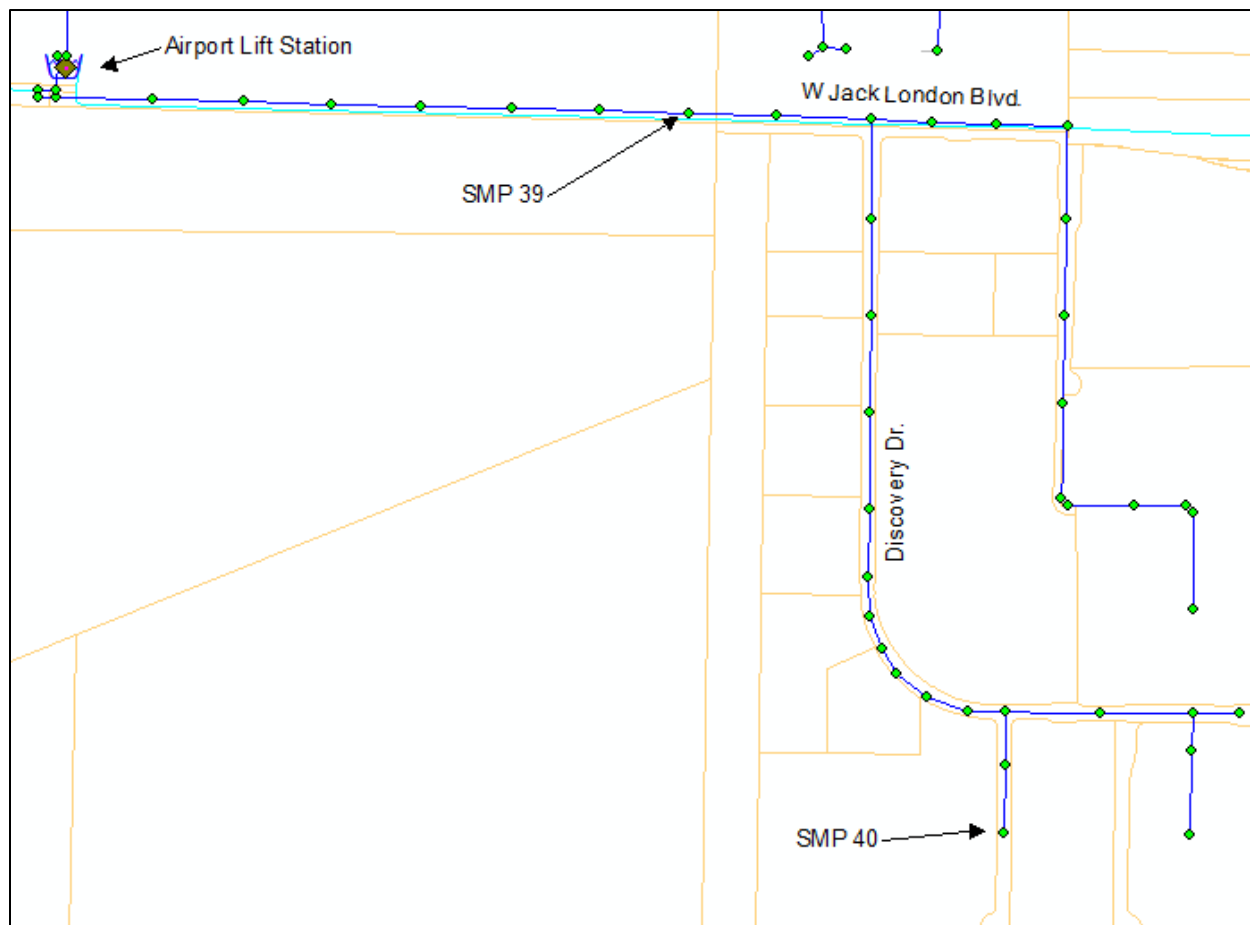 Airport Lift Station
W Jack London Blvd.
SMP 39
Discovery Dr.
SMP 40